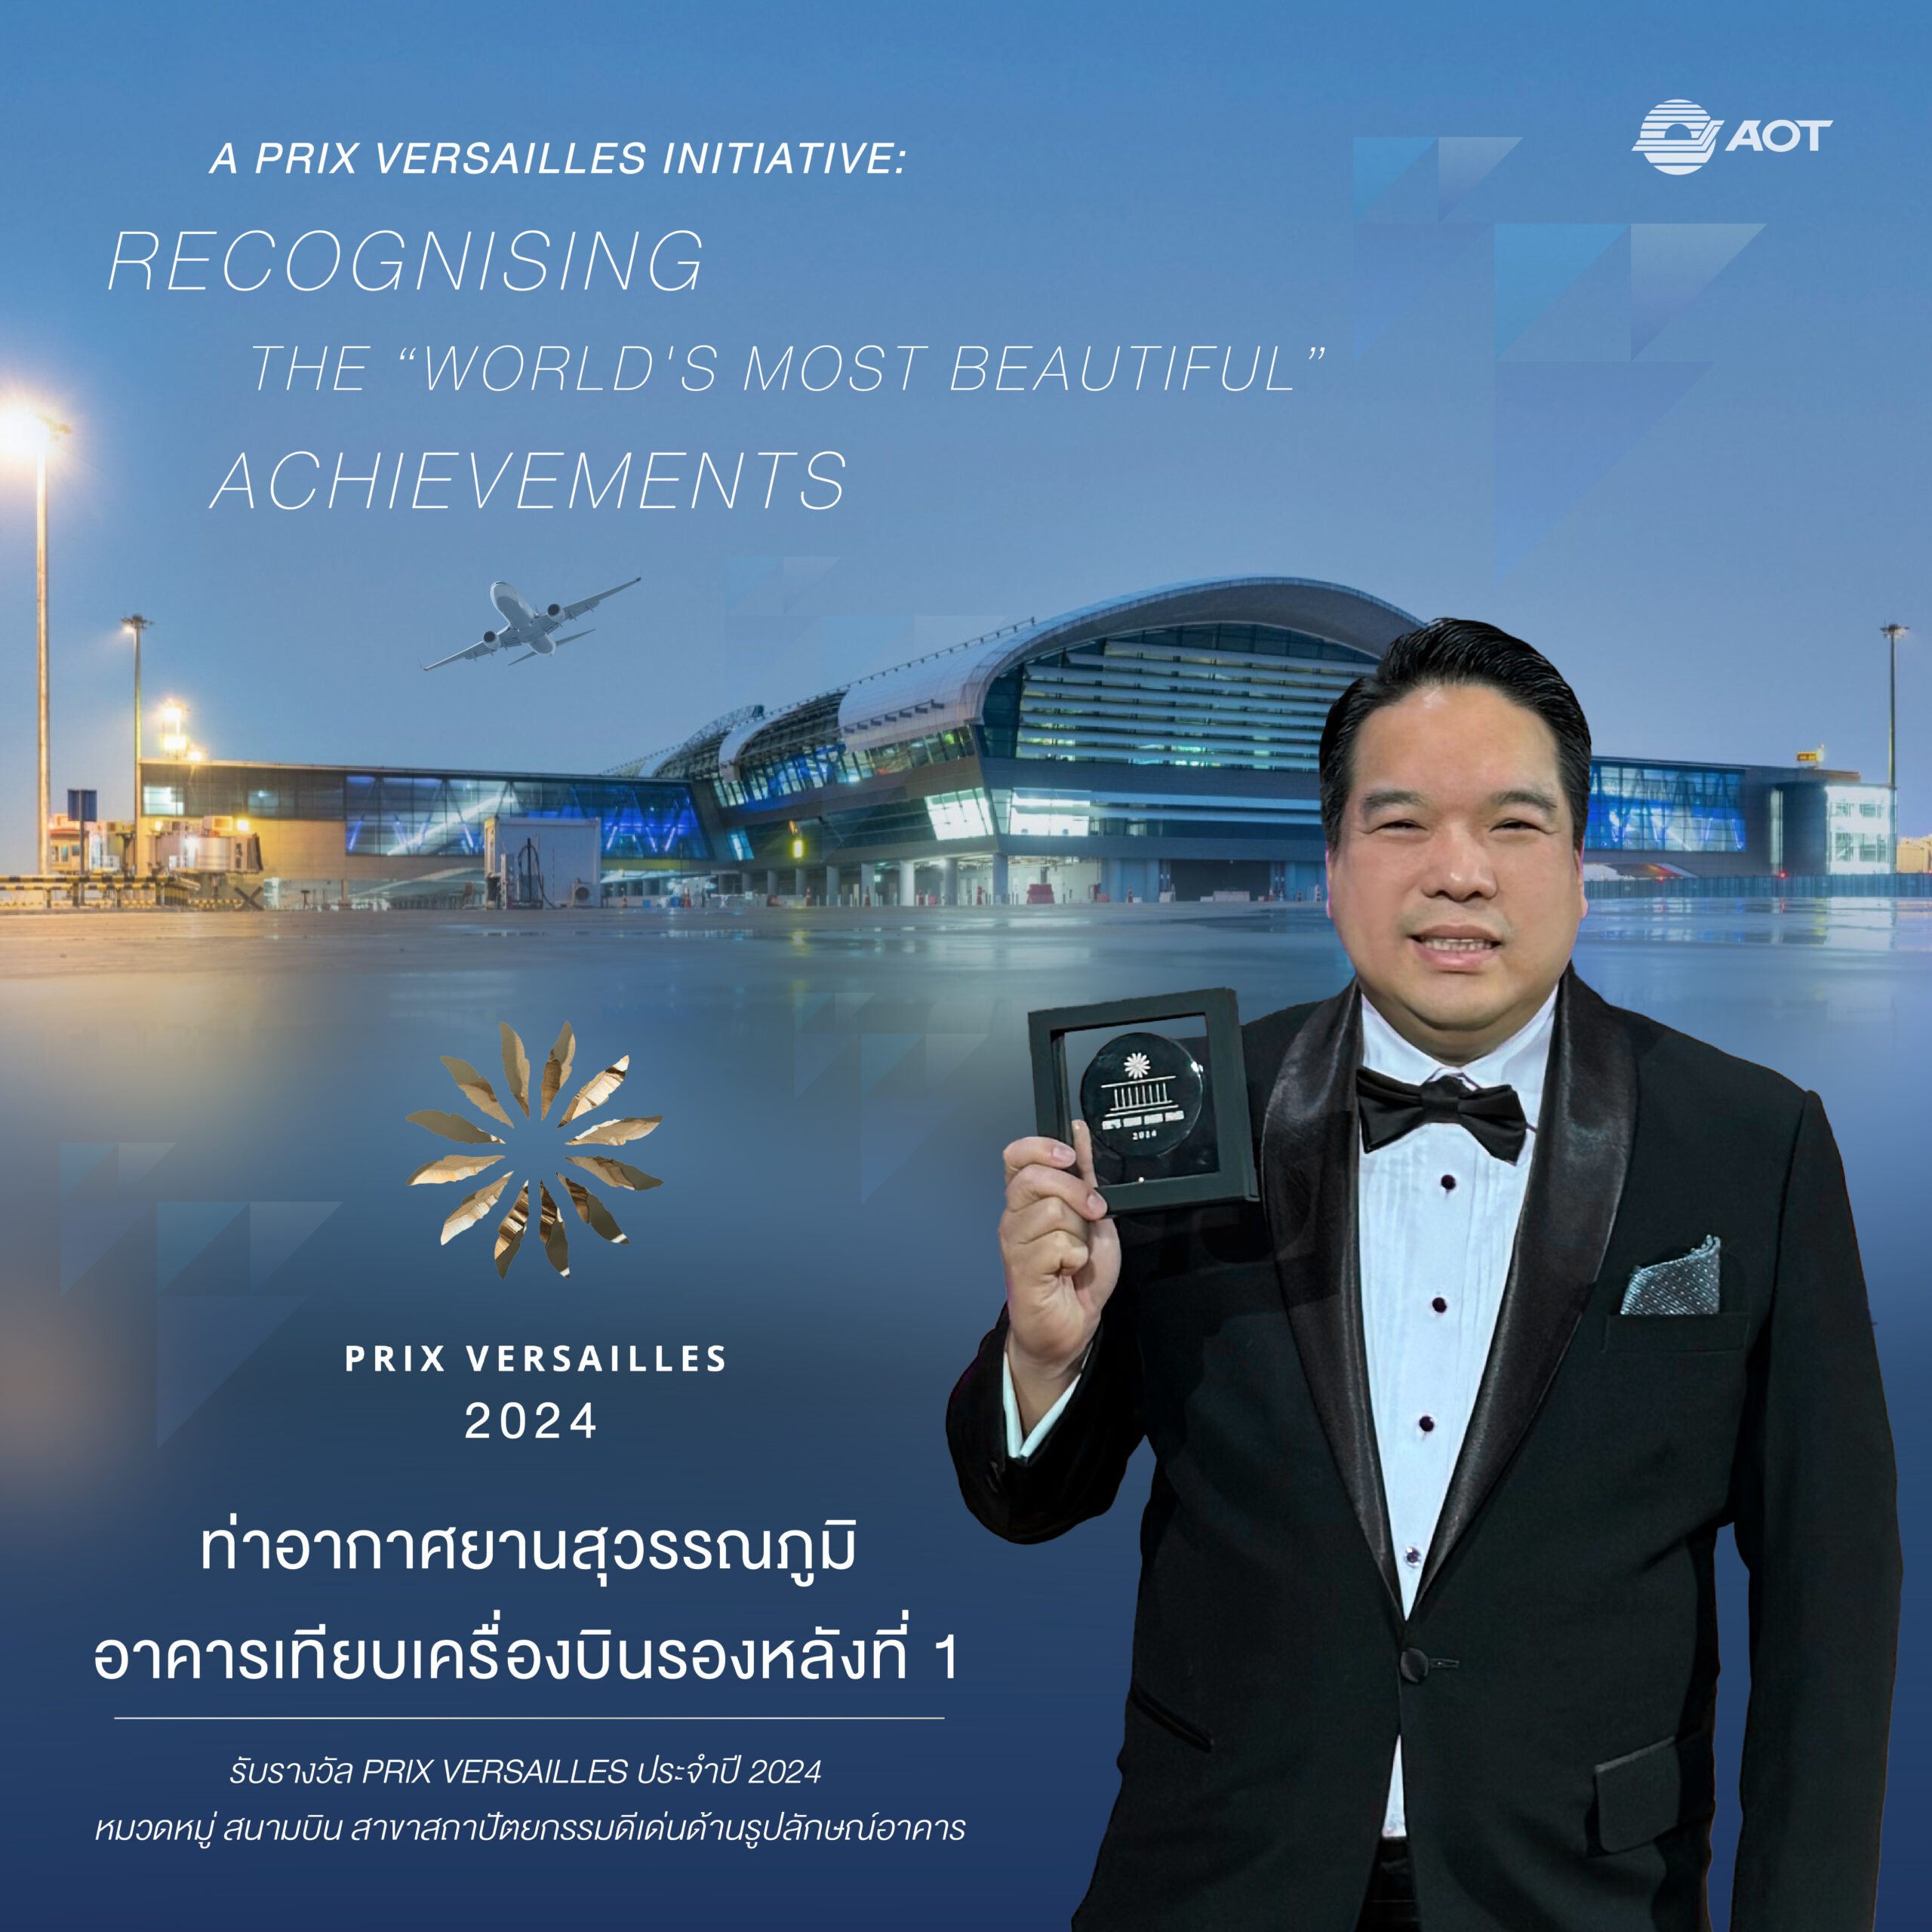 AOT
A PRIX VERSAILLES INITIATIVE:
RECOGNISING
THE “WORLD'S MOST BEAUTIFUL”
ACHIEVEMENTS
2024
PRIX VERSAILLES
2024
ท่าอากาศยานสุวรรณภูมิ
อาคารเทียบเครื่องบินรองหลังที่ 1
รับรางวัล PRIX VERSAILLES ประจำปี 2024
หมวดหมู่ สนามบิน สาขาสถาปัตยกรรมดีเด่นด้านรูปลักษณ์อาคาร